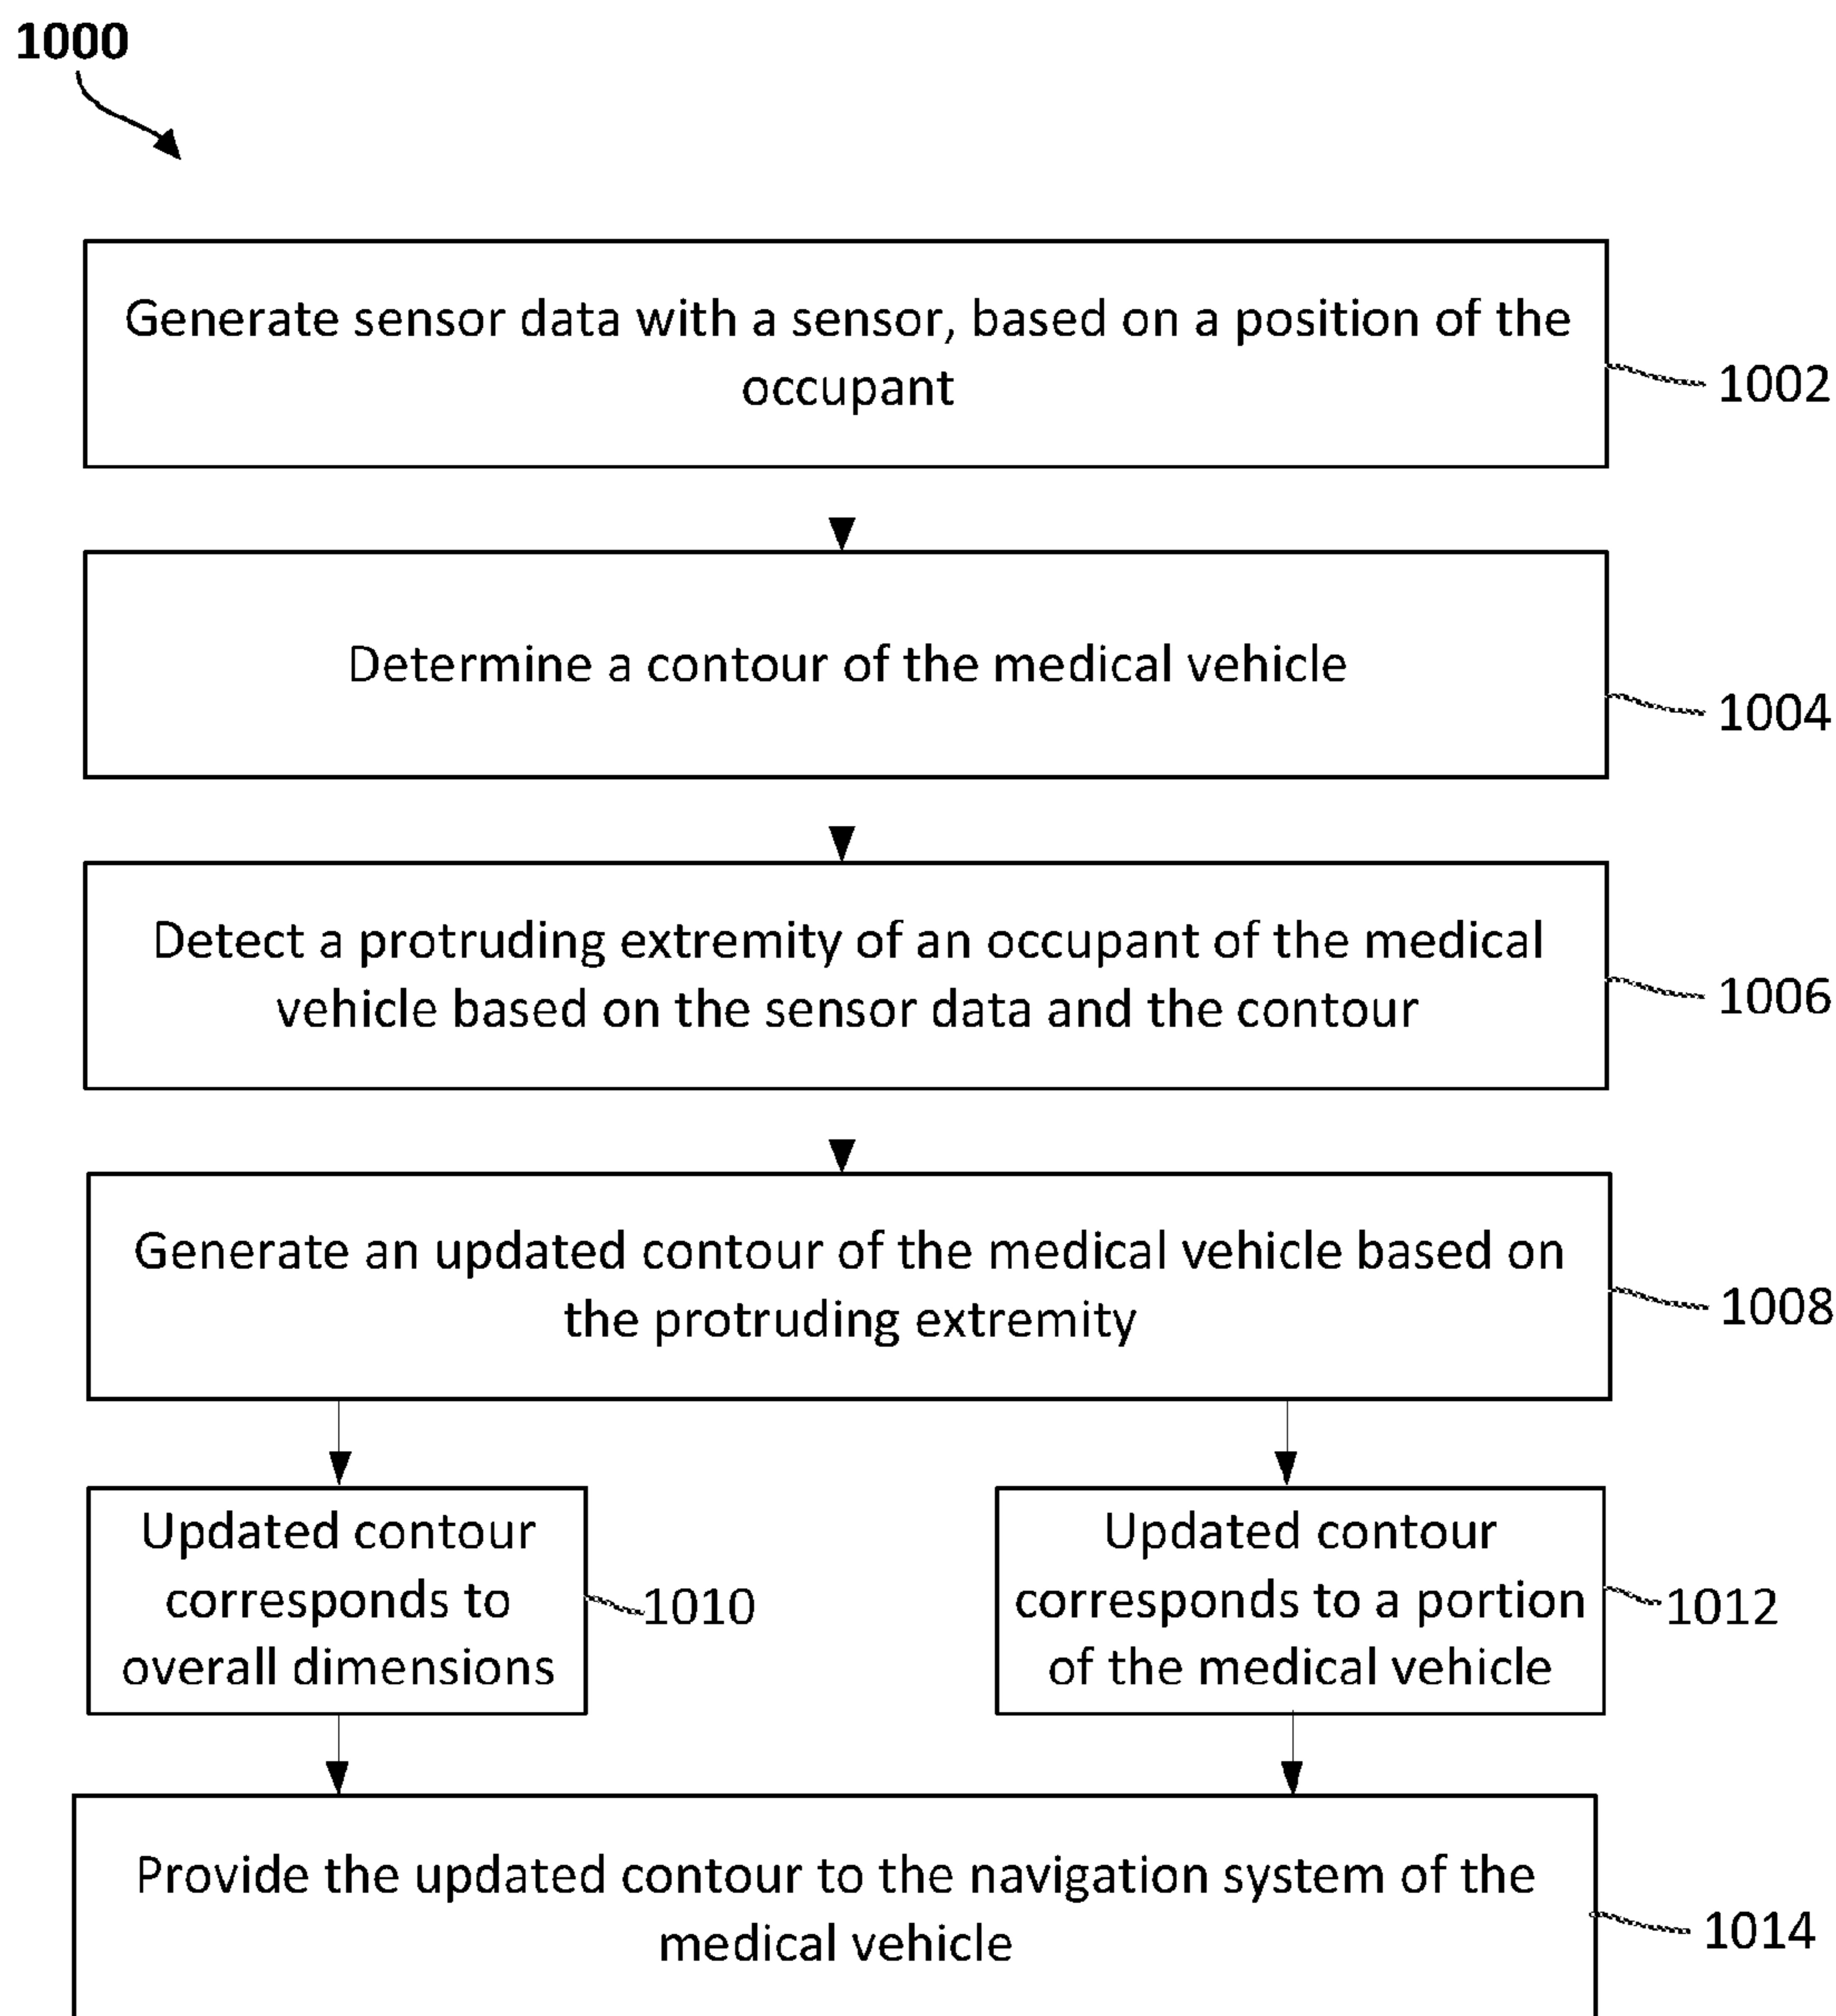 1000
Generate sensor data with a sensor, based on a position of the
occupant
1002
Determine a contour of the medical vehicle
1004
Detect a protruding extremity of an occupant of the medical
vehicle based on the sensor data and the contour
1006
Generate an updated contour of the medical vehicle based on
the protruding extremity
1008
Updated contour
corresponds to
overall dimensions
1010
Updated contour
corresponds to a portion
of the medical vehicle
1012
Provide the updated contour to the navigation system of the
medical vehicle
1014